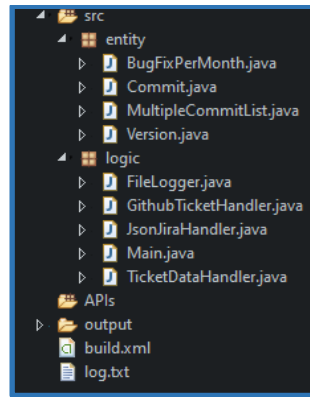 src
entity
BugFixPerMonth.java
Commit.java
MultipleCommitList.java
Version.java
logic
FileLogger.java
GithubTicketHandler.java
JsonJiraHandler.java
Main.java
TicketDataHandler.java
APIs
output
build.xml
log.txt